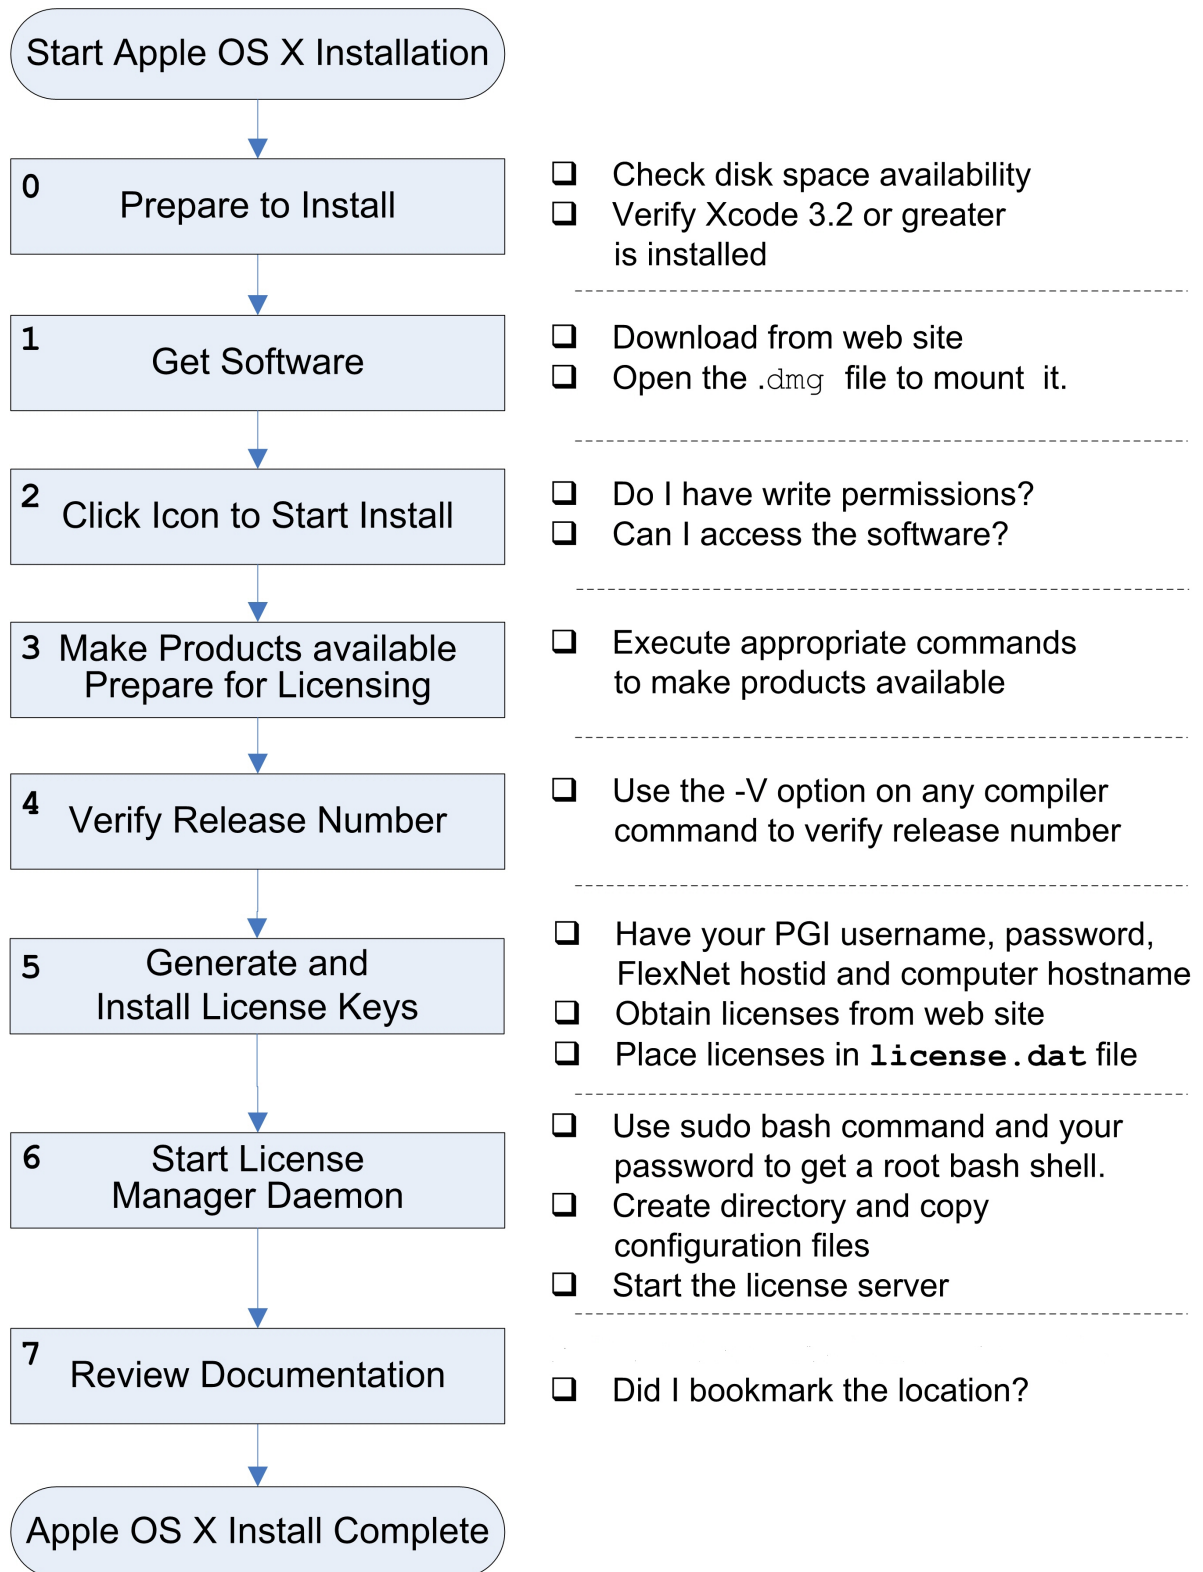 Start Apple OS X Installation
0
Prepare to Install
Check disk space availability
Verify Xcode 3.2 or greater
is installed
1
Get Software
Download from web site
Open the .dmg file to mount it.
2
Click Icon to Start Install
Do I have write permissions?
Can I access the software?
3
Make Products available
Prepare for Licensing
Execute appropriate commands
to make products available
4
Verify Release Number
Use the -V option on any compiler
command to verify release number
5
Generate and
Install License Keys
Have your PGI username, password,
FlexNet hostid and computer hostname
Obtain licenses from web site
Place licenses in license.dat file
6
Start License
Manager Daemon
Use sudo bash command and your
password to get a root bash shell.
Create directory and copy
configuration files
Start the license server
7
Review Documentation
Did I bookmark the location?
Apple OS X Install Complete